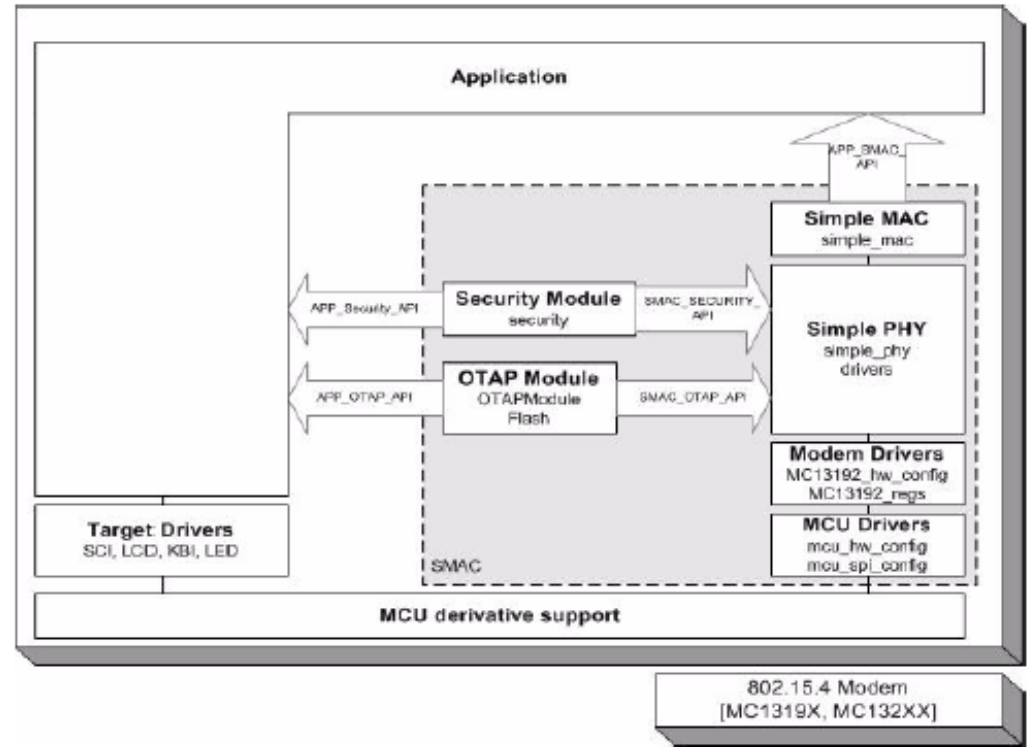 Application
APP_SMAC_
API
Simple MAC
simple_mac
APP_Security_API
Security Module
security
SMAC_SECURITY_
API
Simple PHY
simple_phy
drivers
APP_OTAP_API
OTAP Module
OTAPModule
Flash
SMAC_OTAP_API
Modem Drivers
MC13192_hw_config
MC13192_regs
Target Drivers
SCI, LCD, KBI, LED
MCU Drivers
mcu_hw_config
mcu_spi_config
SMAC
MCU derivative support
802.15.4 Modem
[MC1319X, MC132XX]